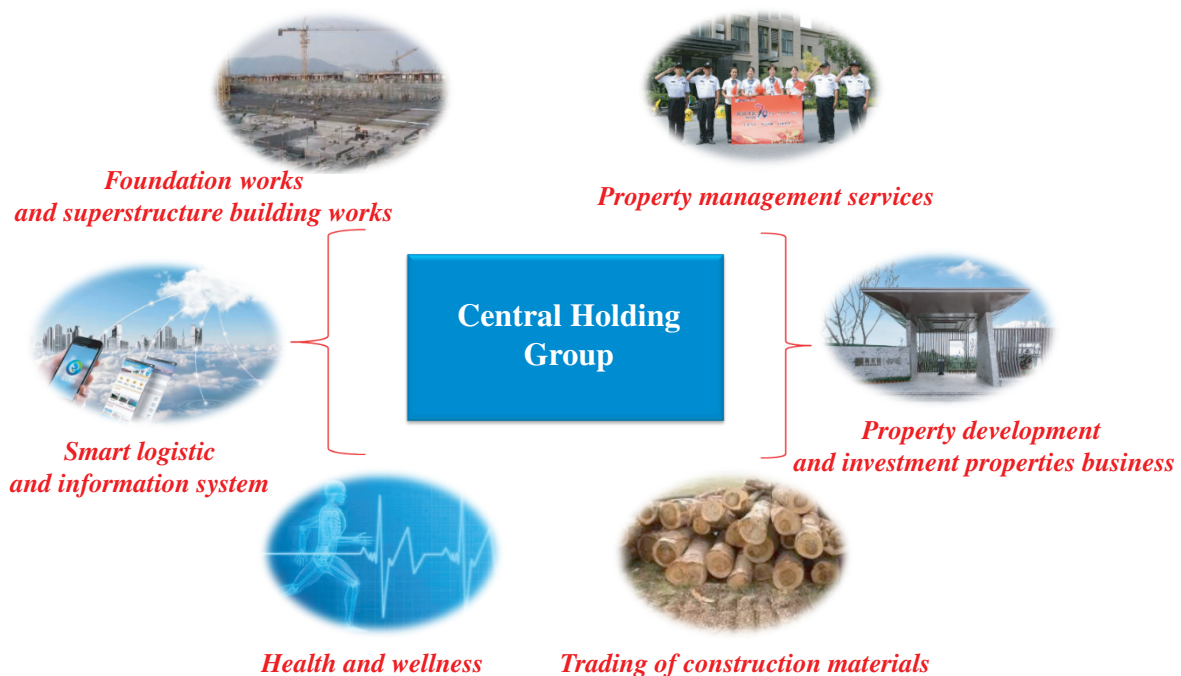 Foundation works
and superstructure building works
Property management services
Central Holding
Group
Smart logistic
and information system
Property development
and investment properties business
Health and wellness
Trading of construction materials